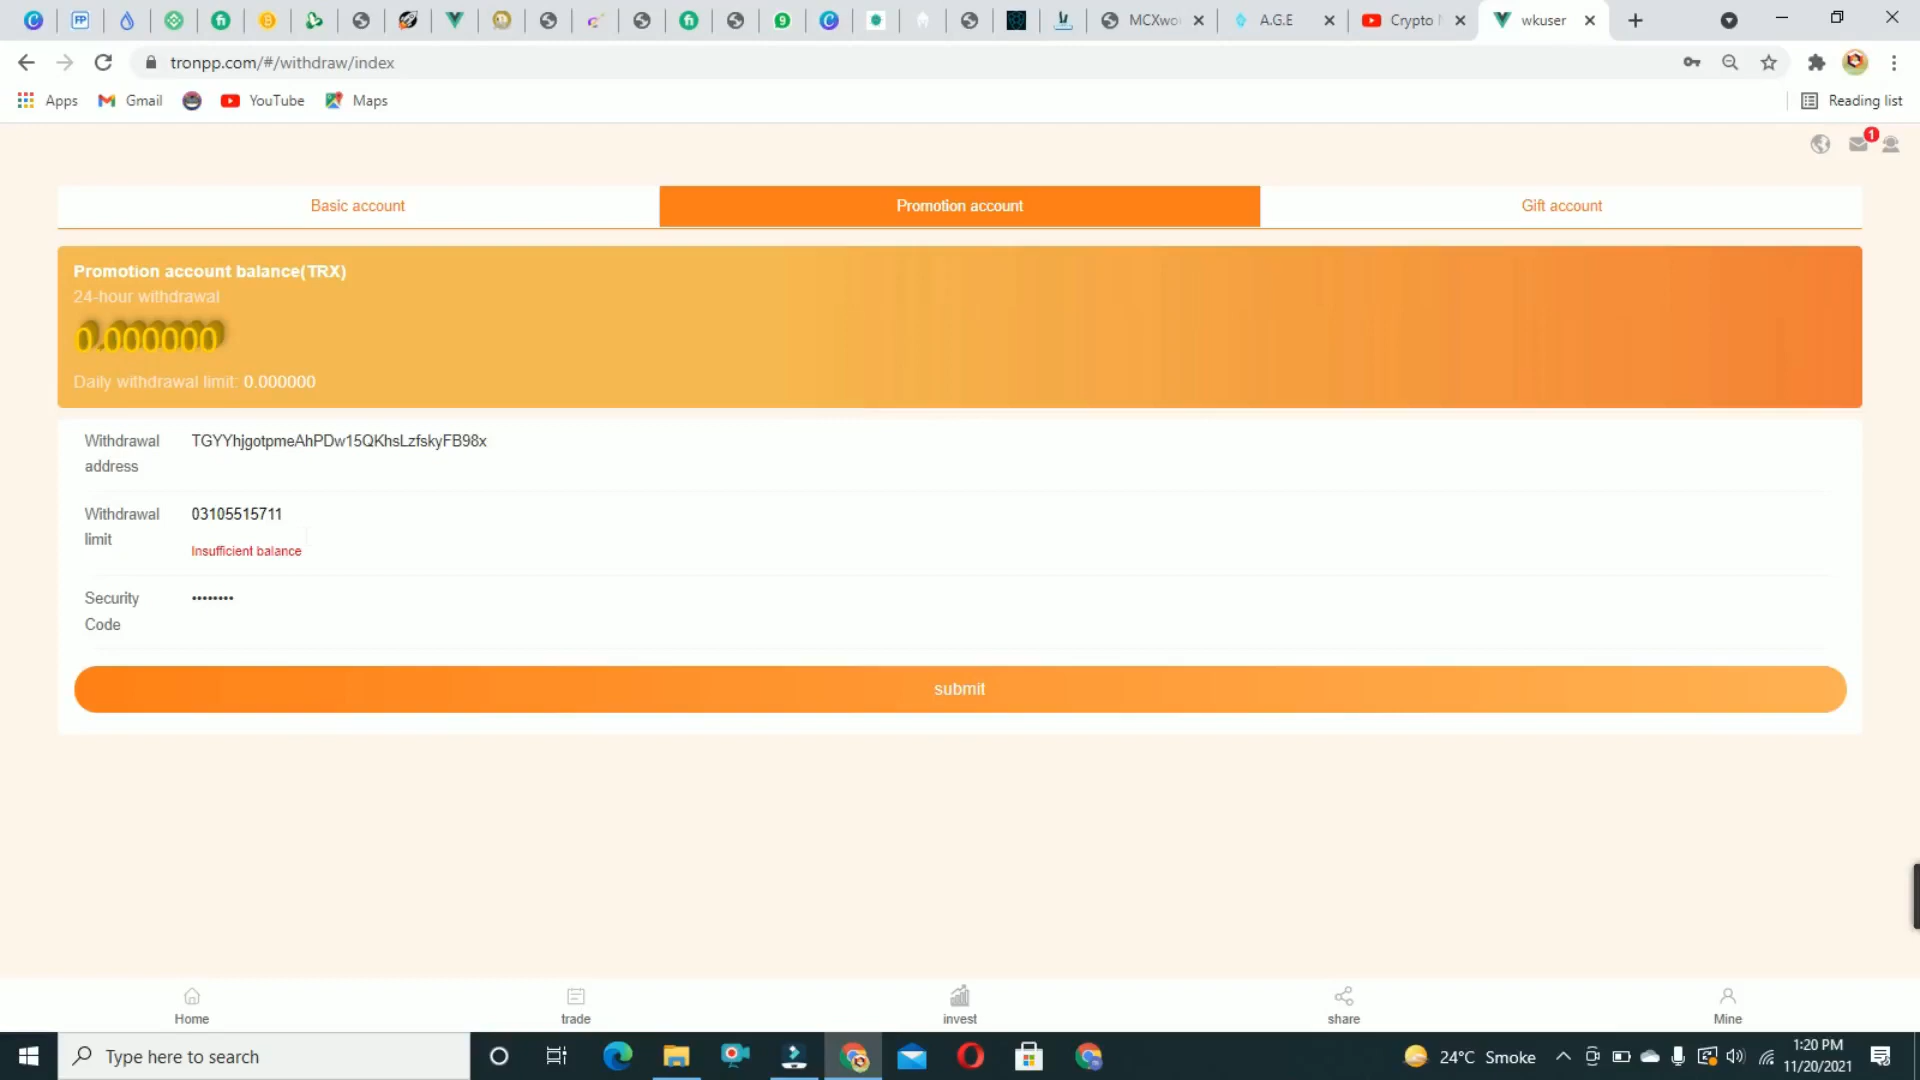 MCXwo
A.G.E
Crypto
wkuser
tronpp.com/#/withdraw/index
Apps
Gmail
YouTube
Maps
Reading list
1
Basic account
Promotion account
Gift account
Promotion account balance(TRX)
24-hour withdrawal
0.000000
Daily withdrawal limit: 0.000000
Withdrawal address
TGYYhjgotpmeAhPDw15QKhsLzfskyFB98x
Withdrawal limit
03105515711
Insufficient balance
Security Code
••••••••
submit
Home
trade
invest
share
Mine
Type here to search
24°C Smoke
1:20 PM
11/20/2021